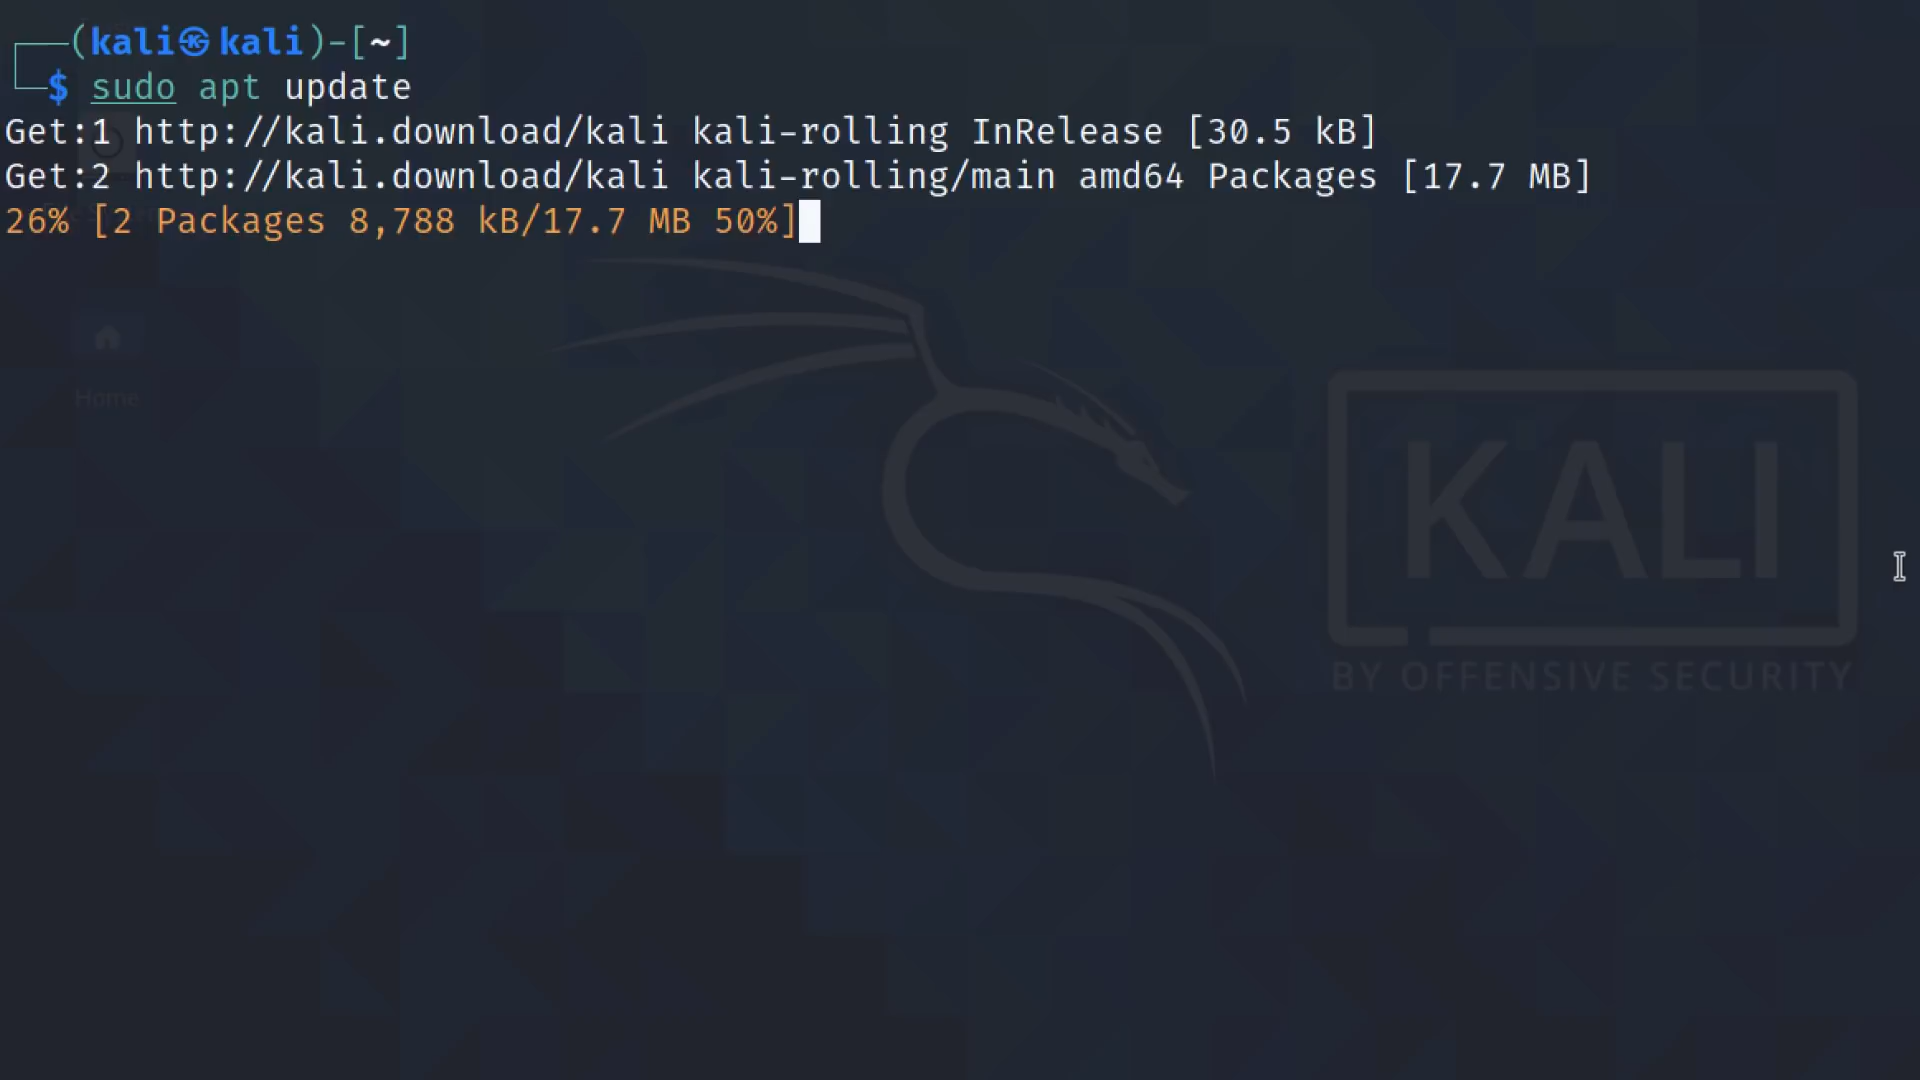 ┌──(kali㉿kali)-[~]
└─$ sudo apt update
Get:1 http://kali.download/kali kali-rolling InRelease [30.5 kB]
Get:2 http://kali.download/kali kali-rolling/main amd64 Packages [17.7 MB]
26% [2 Packages 8,788 kB/17.7 MB 50%]
Home
KALI
BY OFFENSIVE SECURITY